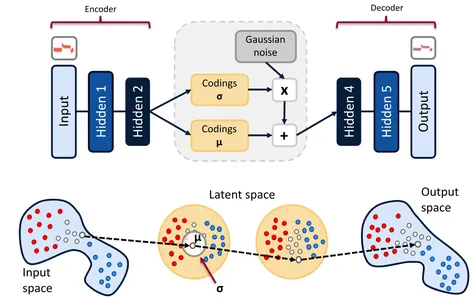 Encoder
Decoder
Gaussian
noise
Input
Hidden 1
Hidden 2
Codings
σ
x
Codings
μ
+
Hidden 4
Hidden 5
Output
Latent space
Output
space
μ
Input
space
σ